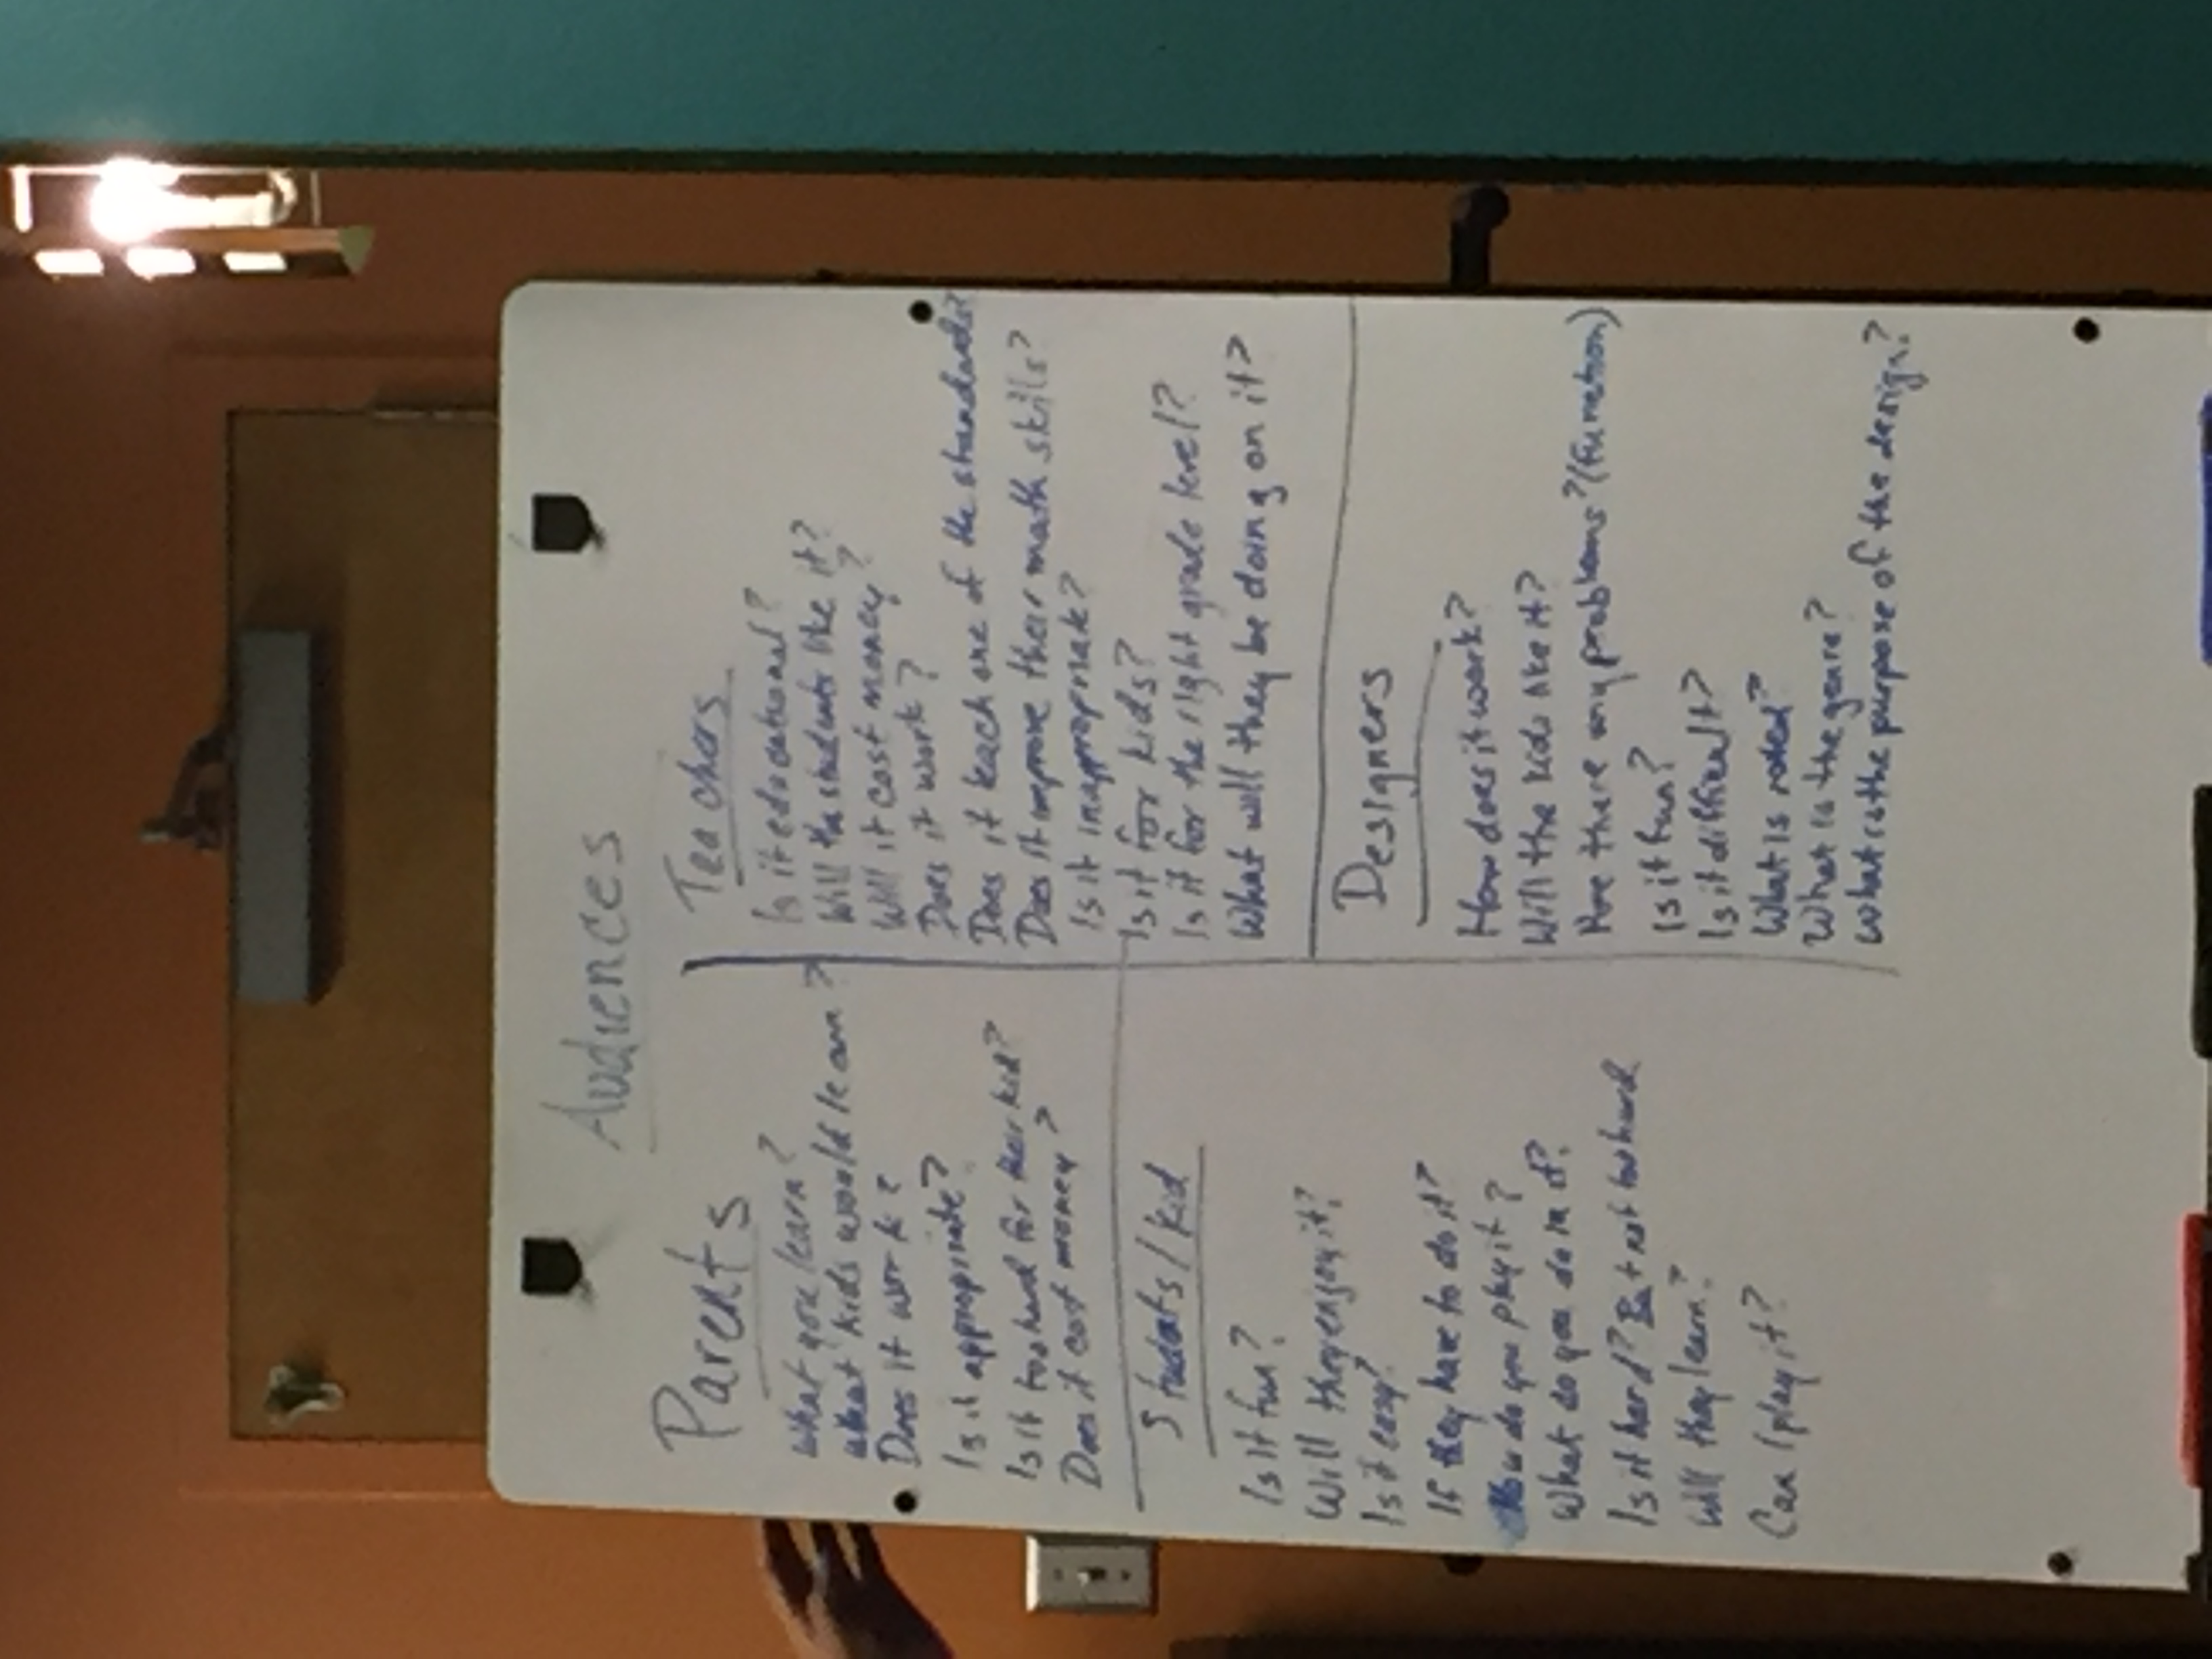 Audiences
Parents
What you learn?
What kids would learn?
Does it work?
Is it appropriate?
Is it too hard for their kid?
Does it cost money?
Students/kid
Is it fun?
Will they enjoy it?
Is it easy?
If they have to do it?
How do you play it?
What do you do in it?
Is it hard? But not too hard
Will they learn?
Can I play it?
Teachers
Is it educational?
Will the students like it?
Will it cost money?
Does it work?
Does it teach one of the standards?
Does it improve their math skills?
Is it inappropriate?
Is it for kids?
Is it for the right grade level?
What will they be doing on it?
Designers
How does it work?
Will the kids like it?
Are there any problems? (function)
Is it fun?
Is it difficult?
What is rated?
What is the genre?
What is the purpose of the design?